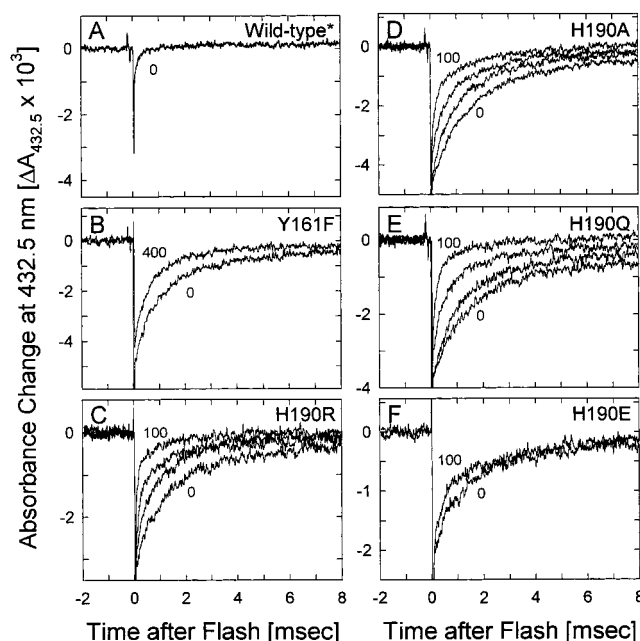 Absorbance Change at 432.5 nm [ΔA432.5 x 10³]
A
Wild-type*
0
0
-2
-4
B
Y161F
400
0
0
-2
-4
C
H190R
100
0
0
-2
-2 0 2 4 6 8
Time after Flash [msec]
D
H190A
100
0
0
-2
-4
E
H190Q
100
0
0
-2
-4
F
H190E
100
0
0
-1
-2
-2 0 2 4 6 8
Time after Flash [msec]